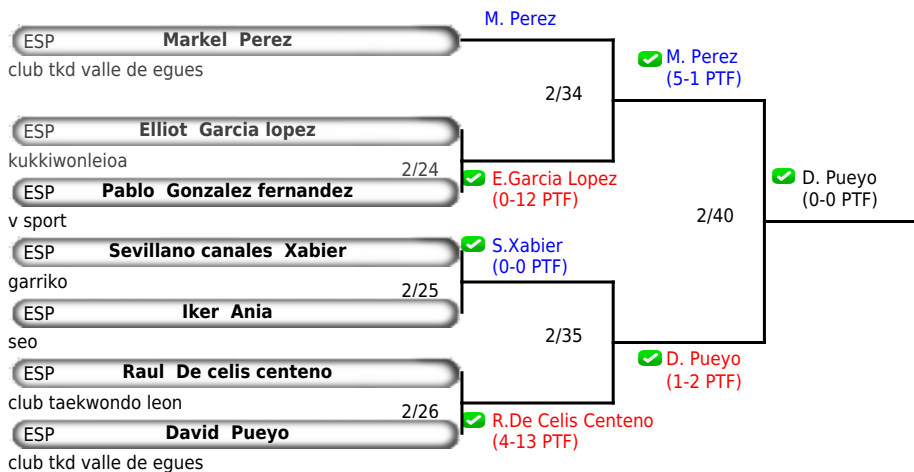 M. Perez
ESP Markel Perez
club tkd valle de egues
M. Perez
(5-1 PTF)
2/34
ESP Elliot Garcia lopez
kukkiwonleioa
2/24
E.Garcia Lopez
(0-12 PTF)
ESP Pablo Gonzalez fernandez
v sport
D. Pueyo
(0-0 PTF)
2/40
ESP Sevillano canales Xabier
garriko
S.Xabier
(0-0 PTF)
2/25
ESP Iker Ania
seo
2/35
D. Pueyo
(1-2 PTF)
ESP Raul De celis centeno
club taekwondo leon
2/26
R.De Celis Centeno
(4-13 PTF)
ESP David Pueyo
club tkd valle de egues